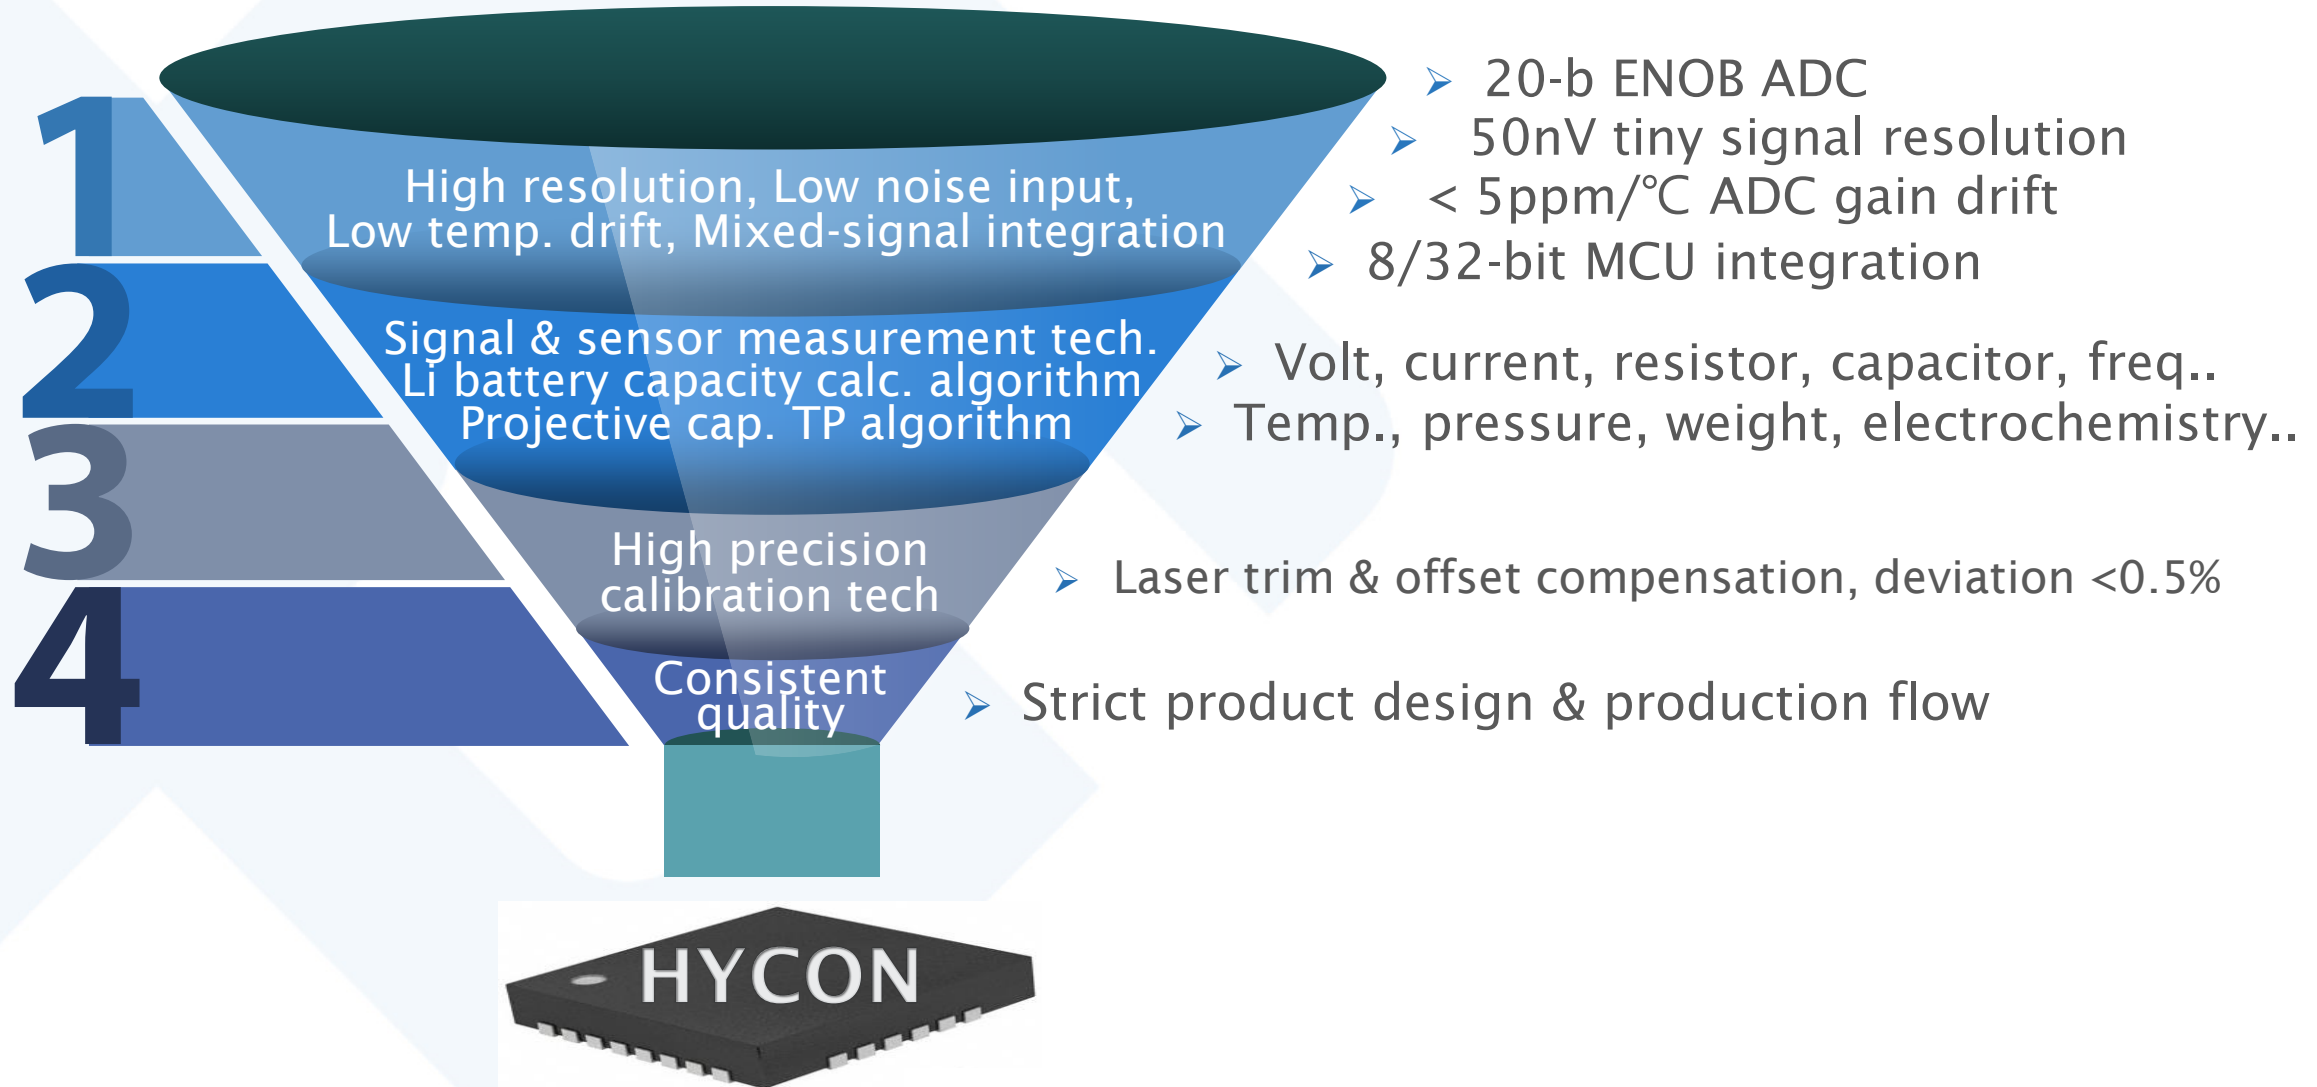 1
High resolution, Low noise input,
Low temp. drift, Mixed-signal integration
➢ 20-b ENOB ADC
➢ 50nV tiny signal resolution
➢ < 5ppm/℃ ADC gain drift
➢ 8/32-bit MCU integration
2
Signal & sensor measurement tech.
Li battery capacity calc. algorithm
Projective cap. TP algorithm
➢ Volt, current, resistor, capacitor, freq..
➢ Temp., pressure, weight, electrochemistry..
3
High precision
calibration tech
➢ Laser trim & offset compensation, deviation <0.5%
4
Consistent
quality
➢ Strict product design & production flow
HYCON